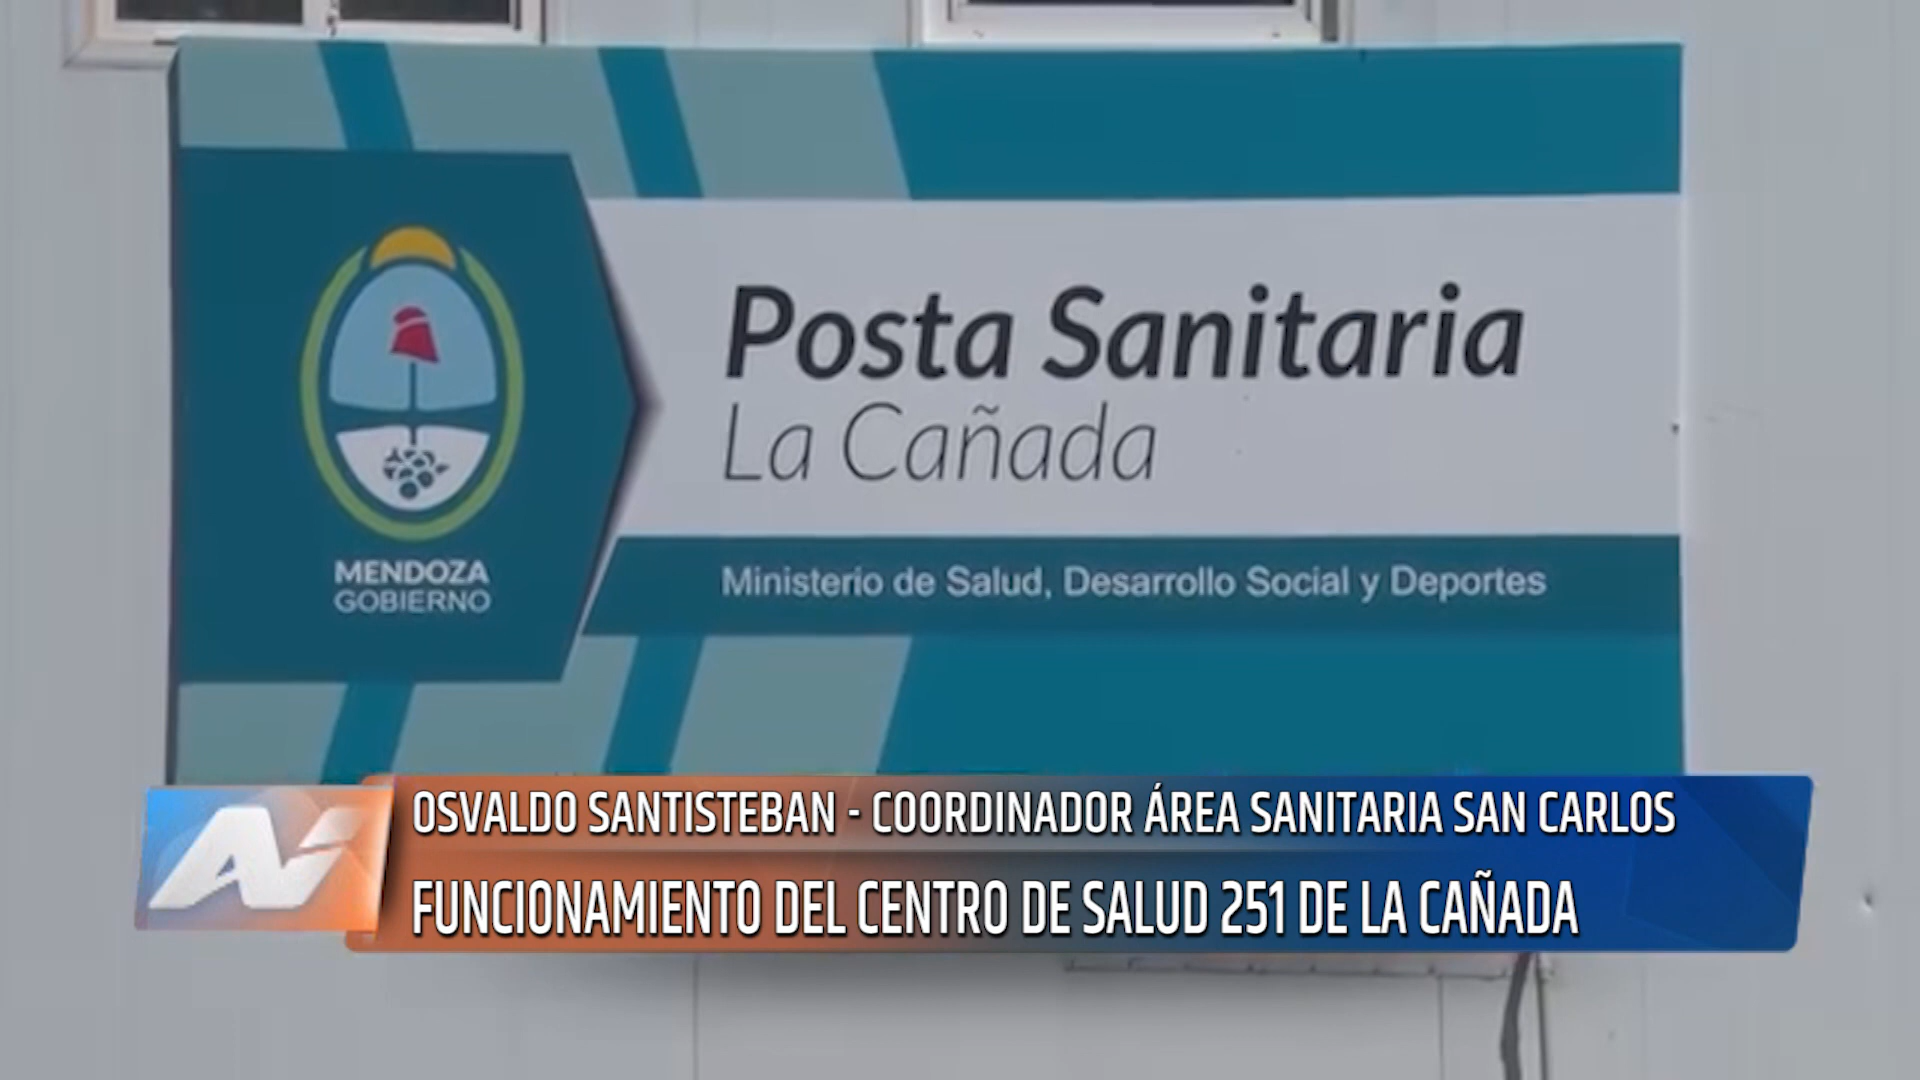 Posta Sanitaria
La Cañada
MENDOZA
GOBIERNO
Ministerio de Salud, Desarrollo Social y Deportes
OSVALDO SANTISTEBAN - COORDINADOR ÁREA SANITARIA SAN CARLOS
FUNCIONAMIENTO DEL CENTRO DE SALUD 251 DE LA CAÑADA